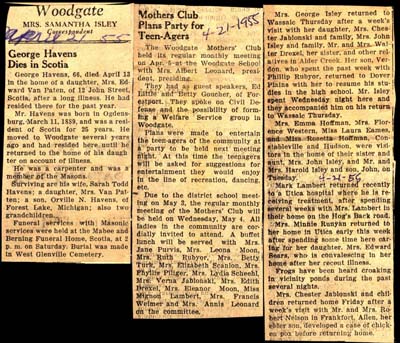 Woodgate
MRS. SAMANTHA ISLEY
Correspondent
April 21 55
George Havens
Dies in Scotia
George Havens, 66, died April 13
in the home of a daughter, Mrs. Ed-
ward Van Paten, of 12 John Street,
Scotia, after a long illness. He had
resided there for the past year.
Mr. Havens was born in Ogdens-
burg, March 11, 1889, and was a resi-
dent of Scotia for 25 years. He
moved to Woodgate several years
ago and had resided here until he
returned to the home of his daugh-
ter on account of illness.
He was a carpenter and was a
member of the Masons.
Surviving are his wife, Sarah Todd
Havens; a daughter, Mrs. Van Pat-
ten; a son, Orville N. Havens, of
Forest Lake, Michigan; also two
grandchildren.
Funeral services with Masonic
services were held at the Mabee and
Berning Funeral Home, Scotia, at 2
p. m. on Saturday. Burial was made
in West Glenville Cemetery.
Mothers Club
Plans Party for
Teen-Agers
4-21-1955
The Woodgate Mothers' Club
held its regular monthly meeting
on Apr. 5 at the Woodgate School
with Mrs. Albert Leonard, presi-
dent, presiding.
They had as guest speakers, Ed
Little and Betty Gouncer, of For-
estport. They spoke on Civil De-
fense and the possibility of form-
ing a Welfare Service group in
Woodgate.
Plans were made to entertain
the teen-agers of the community at
a party to be held next meeting
night. At this time the teenagers
will be asked for suggestions for
entertainment they would enjoy
in the line of recreation, dancing,
etc.
Due to the district school meet-
ing on May 3, the regular monthly
meeting of the Mothers' Club will
be held on Wednesday, May 4. All
ladies in the community are cor-
dially invited to attend. A buffet
lunch will be served with Mrs.
Jane Purvis, Mrs. Leona Moon,
Mrs. Ruth Rubyor, Mrs. Betty
Turk, Mrs. Elizabeth Scanlon, Mrs.
Phyllis Piliger, Mrs. Lydia Scheehl,
Mrs. Verna Jablonski, Mrs. Edith
Drexel, Mrs. Eleanor Moon, Miss
Mignon Lambert, Mrs. Francis
Weimer and Mrs. Annis Leonard
on the committee.
Mrs. George Isley returned to
Wassaic Thursday after a week's
visit with her daughter, Mrs. Ches-
ter Jablonski and family, Mrs. John
Isley and family, Mr. and Mrs. Wal-
ter Drexel, her sister, and other rel-
atives in Alder Creek. Her son, Ver-
don, who spent the past week with
Phillip Rubyor, returned to Dover
Plains with her to resume his stu-
dies in the high school. Mr. Isley
spent Wednesday night here and
they accompanied him on his return
to Wassaic Thursday.
Mrs. Emma Hoffman, Mrs. Flor-
ence Western, Miss Laura Eames,
and Mrs. Rosetta Hoffman, Con-
stableville and Hudson, were visi-
tors in the home of their sister and
aunt, Mrs. John Isley, and Mr. and
Mrs. Harold Isley and son, John, on
Tuesday. 4-21-55
Mark Lambert returned recently
to a Utica hospital where he is re-
ceiving treatment, after spending
several weeks with Mrs. Lambert in
their home on the Hog's Back road.
Mrs. Minnie Runyan returned to
her home in Utica early this week
after spending some time here car-
ing for her daughter, Mrs. Edward
Sears, who is convalescing in her
home after her recent illness.
Frogs have been heard croaking
in vicinity ponds during the past
several nights.
Mrs. Chester Jablonski and chil-
dren returned home Friday after a
week's visit with Mr. and Mrs. Ro-
bert Nelson in Frankfort. Allen, her
elder son, developed a case of chick-
en pox before returning home.